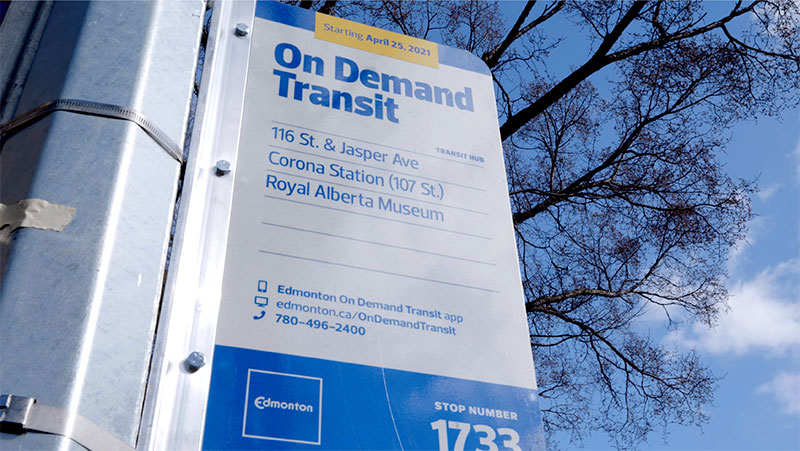 Starting April 25, 2021
On Demand
Transit
TRANSIT HUB
116 St. & Jasper Ave
Corona Station (107 St.)
Royal Alberta Museum
Edmonton On Demand Transit app
edmonton.ca/OnDemandTransit
780-496-2400
Edmonton
STOP NUMBER
1733